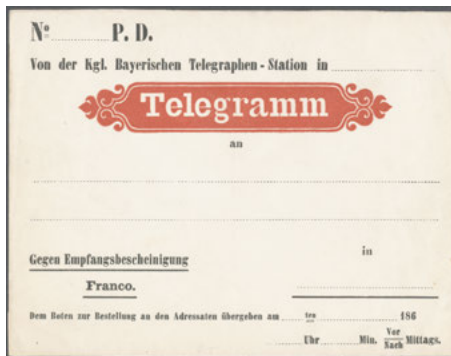 No P. D.
Von der Kgl. Bayerischen Telegraphen-Station in
Telegramm
an
in
Gegen Empfangsbescheinigung
Franco.
Dem Boten zur Bestellung an den Adressaten übergeben am ten 186
Uhr Min. Vor Nach Mittags.